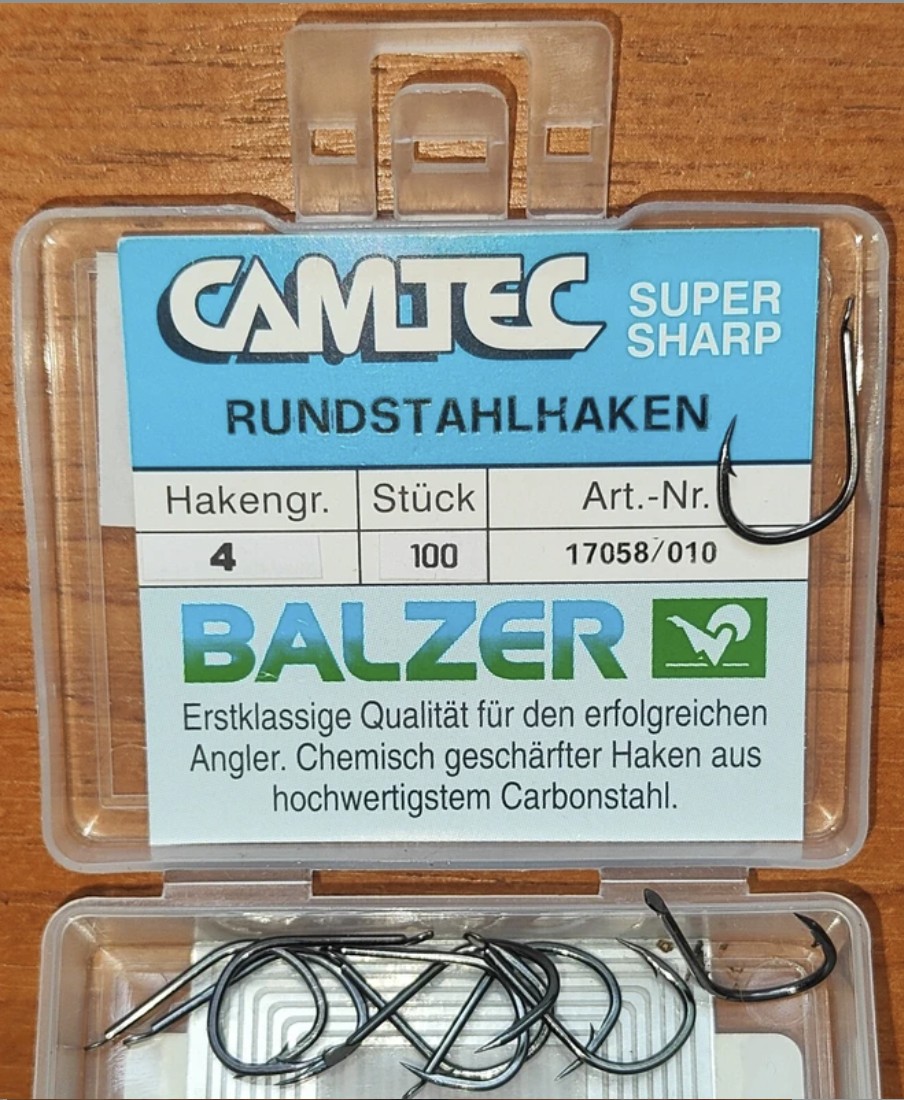 CAMTEC
SUPER
SHARP
RUNDSTAHLHAKEN
Hakengr. Stück Art.-Nr.
4 100 17058/010
BALZER
Erstklassige Qualität für den erfolgreichen
Angler. Chemisch geschärfter Haken aus
hochwertigstem Carbonstahl.